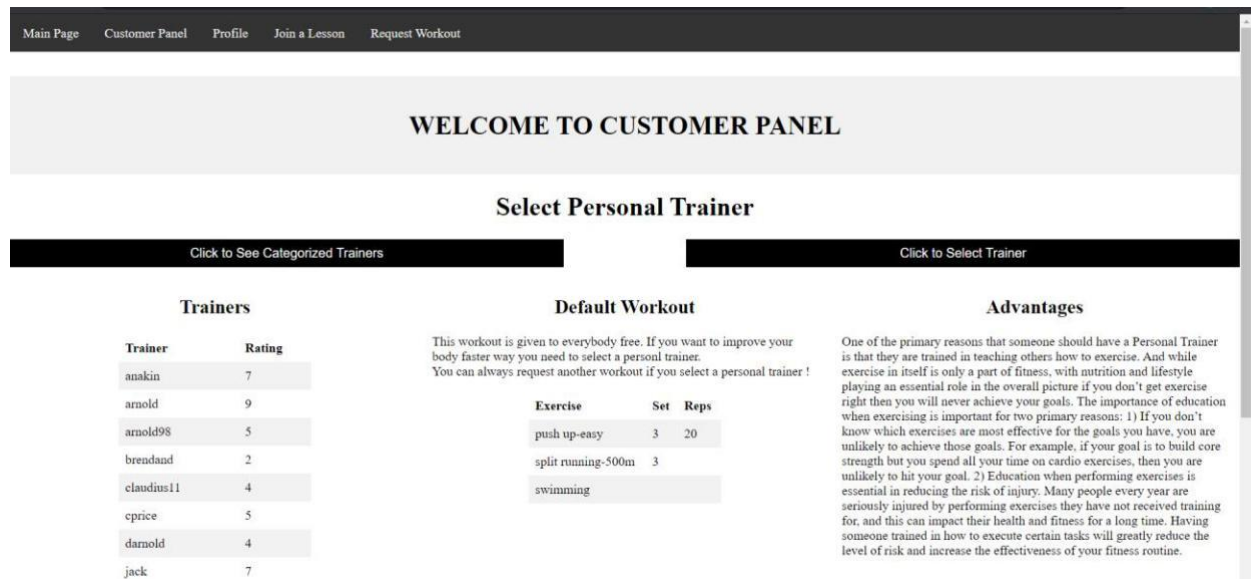 Main Page Customer Panel Profile Join a Lesson Request Workout
WELCOME TO CUSTOMER PANEL
Select Personal Trainer
Click to See Categorized Trainers
Click to Select Trainer
Trainers
Trainer Rating
anakin 7
arnold 9
arnold98 5
brendand 2
claudius11 4
cprice 5
darnold 4
jack 7
Default Workout
This workout is given to everybody free. If you want to improve your
body faster way you need to select a personl trainer.
You can always request another workout if you select a personal trainer !
Exercise Set Reps
push up-easy 3 20
split running-500m 3
swimming
Advantages
One of the primary reasons that someone should have a Personal Trainer
is that they are trained in teaching others how to exercise. And while
exercise in itself is only a part of fitness, with nutrition and lifestyle
playing an essential role in the overall picture if you don't get exercise
right then you will never achieve your goals. The importance of education
when exercising is important for two primary reasons: 1) If you don't
know which exercises are most effective for the goals you have, you are
unlikely to achieve those goals. For example, if your goal is to build core
strength but you spend all your time on cardio exercises, then you are
unlikely to hit your goal. 2) Education when performing exercises is
essential in reducing the risk of injury. Many people every year are
seriously injured by performing exercises they have not received training
for, and this can impact their health and fitness for a long time. Having
someone trained in how to execute certain tasks will greatly reduce the
level of risk and increase the effectiveness of your fitness routine.